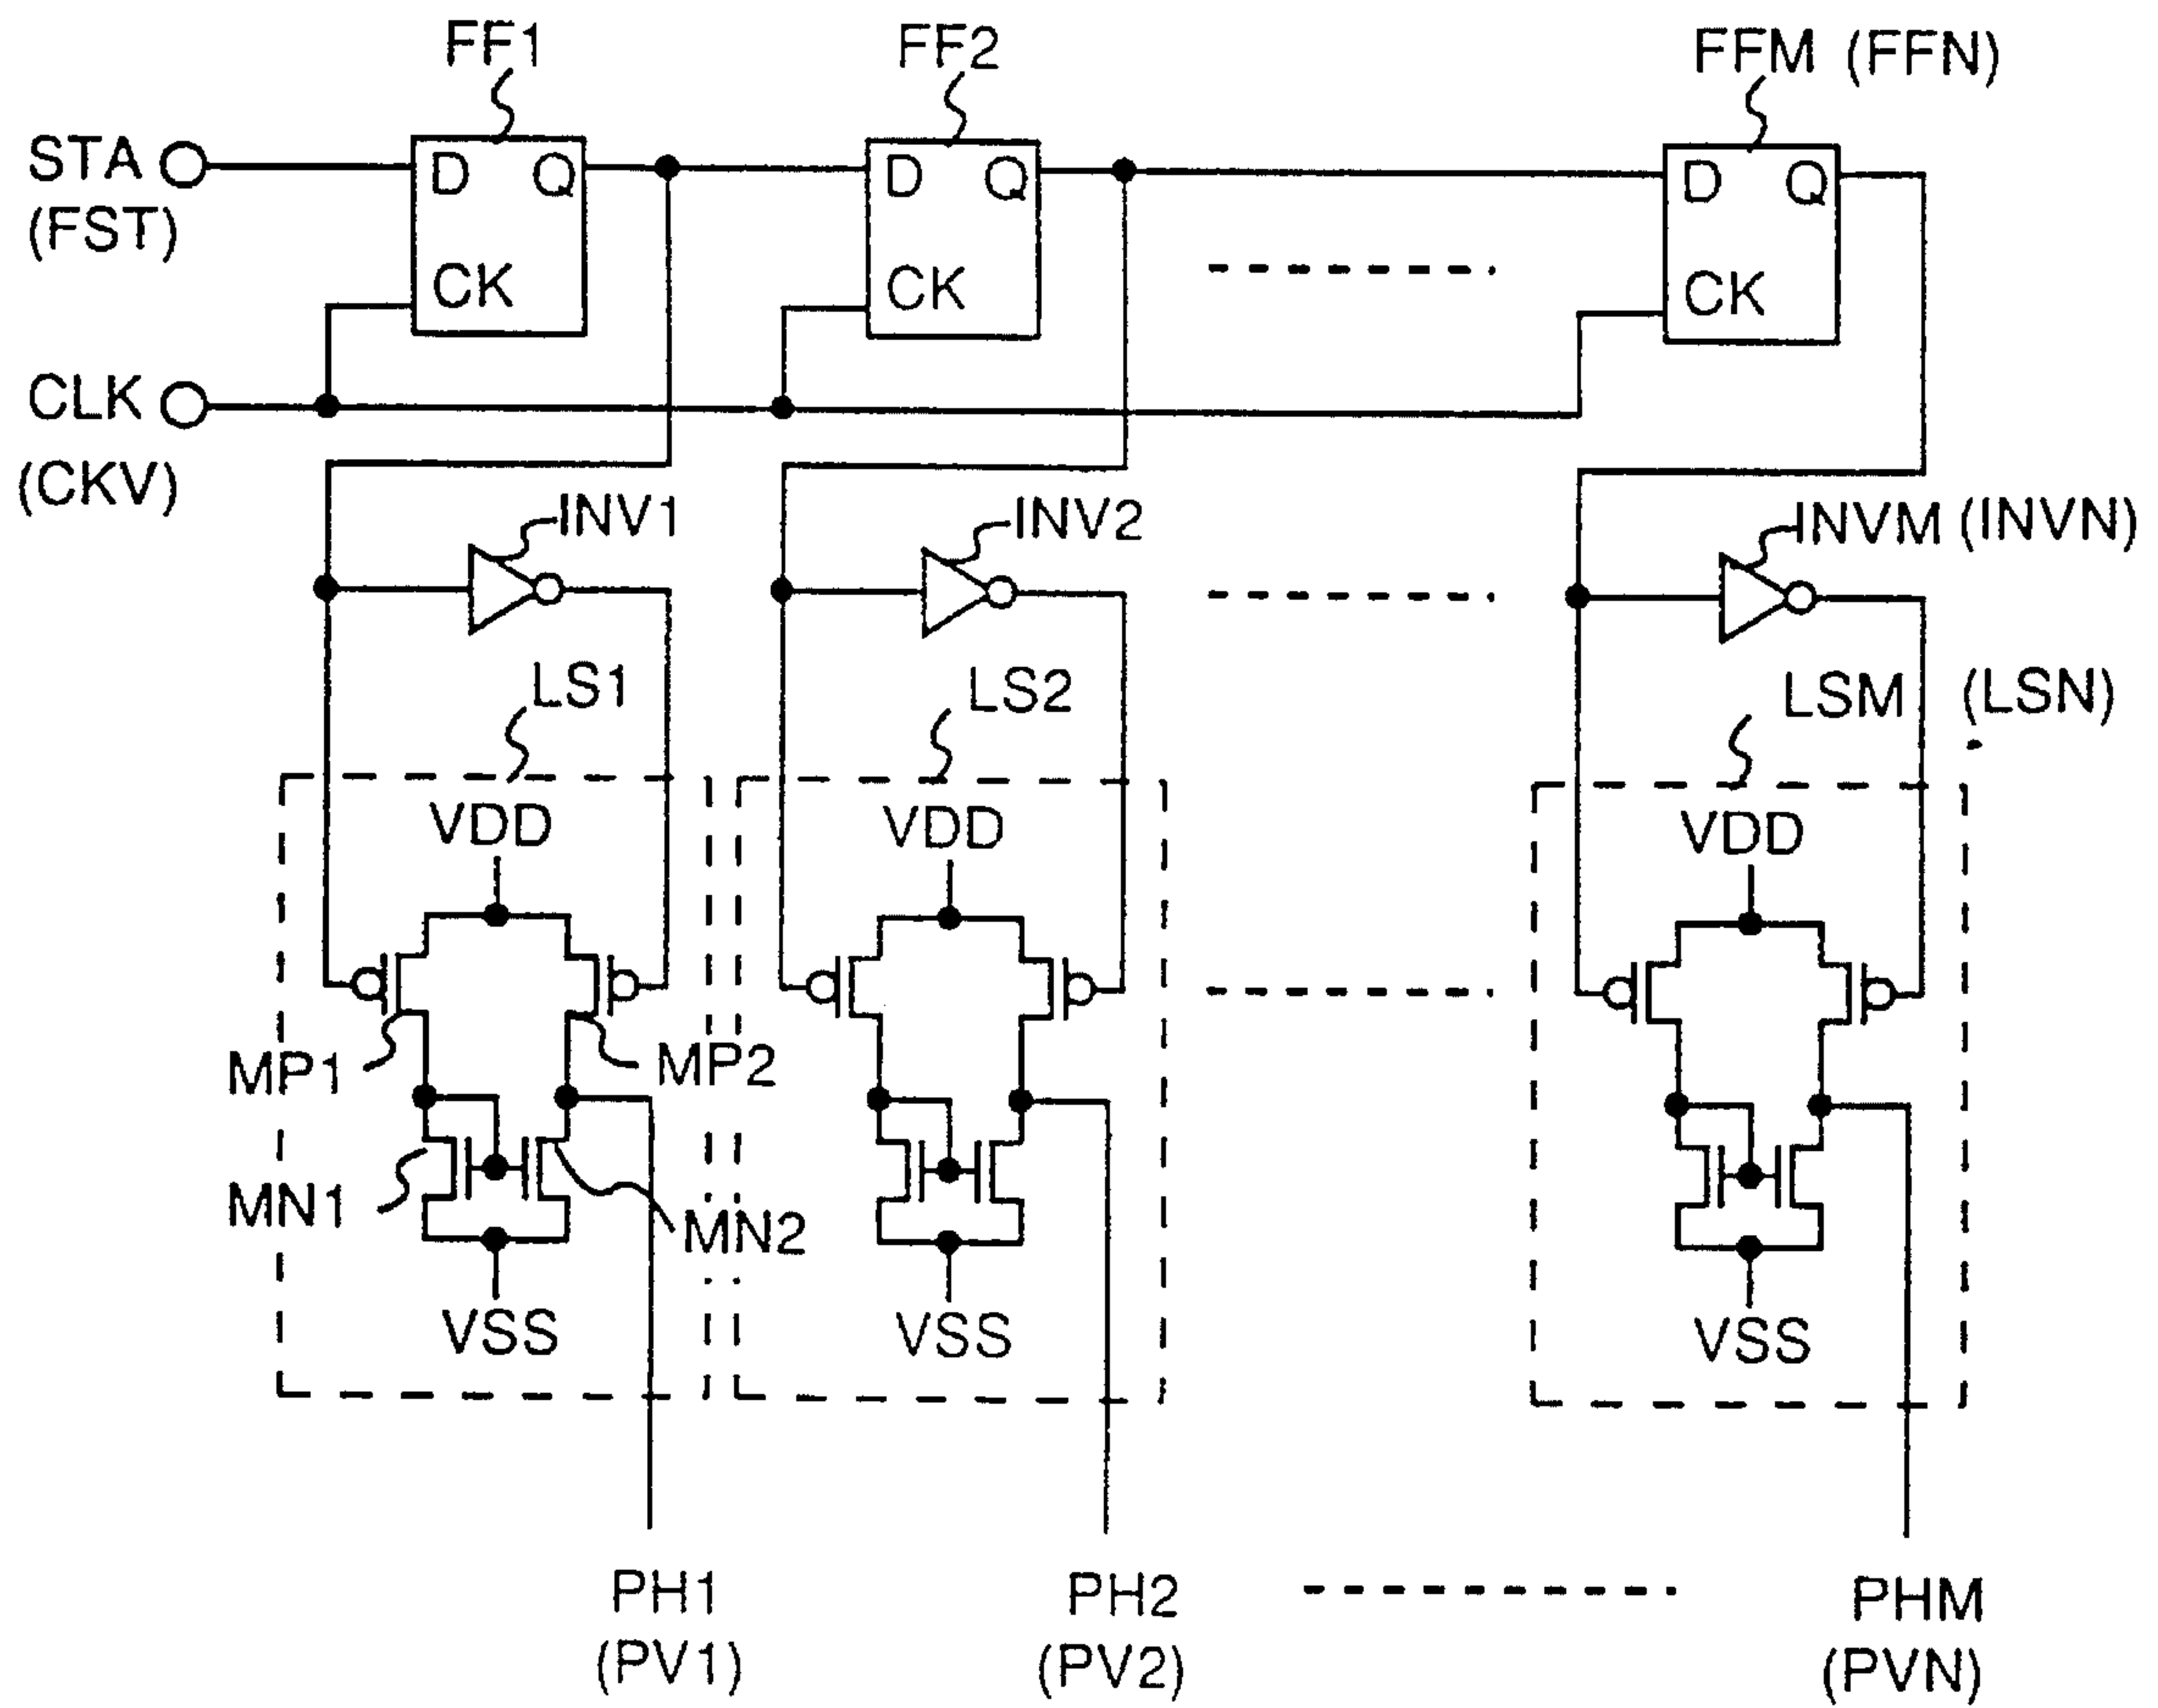 FF1
FF2
FFM (FFN)
STA
(FST)
D Q
CK
D Q
CK
D Q
CK
CLK
(CKV)
INV1
INV2
INVM (INVN)
LS1
LS2
LSM (LSN)
VDD
VDD
VDD
MP1
MP2
MN1
MN2
VSS
VSS
VSS
PH1
(PV1)
PH2
(PV2)
PHM
(PVN)